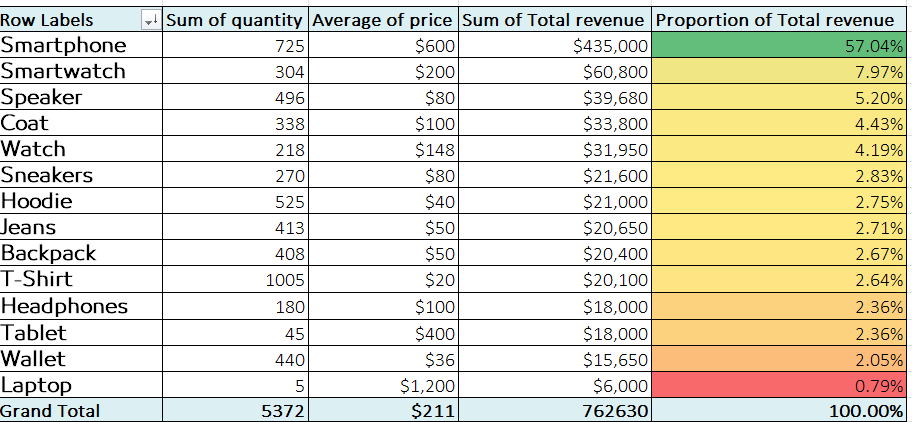 Row Labels Sum of quantity Average of price Sum of Total revenue Proportion of Total revenue
Smartphone 725 $600 $435,000 57.04%
Smartwatch 304 $200 $60,800 7.97%
Speaker 496 $80 $39,680 5.20%
Coat 338 $100 $33,800 4.43%
Watch 218 $148 $31,950 4.19%
Sneakers 270 $80 $21,600 2.83%
Hoodie 525 $40 $21,000 2.75%
Jeans 413 $50 $20,650 2.71%
Backpack 408 $50 $20,400 2.67%
T-Shirt 1005 $20 $20,100 2.64%
Headphones 180 $100 $18,000 2.36%
Tablet 45 $400 $18,000 2.36%
Wallet 440 $36 $15,650 2.05%
Laptop 5 $1,200 $6,000 0.79%
Grand Total 5372 $211 762630 100.00%